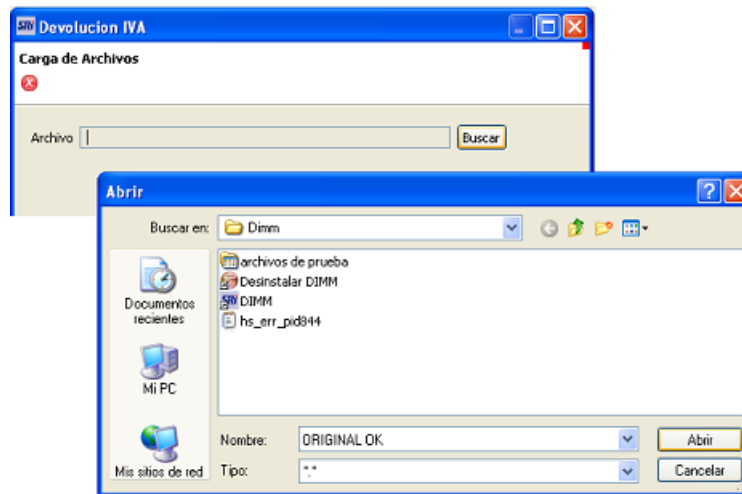 SRI Devolucion IVA
Carga de Archivos
Archivo
Buscar
Abrir
Buscar en: Dimm
archivos de prueba
Desinstalar DIMM
DIMM
hs_err_pid844
Documentos recientes
Mi PC
Mis sitios de red
Nombre: ORIGINAL OK
Abrir
Tipo: *.*
Cancelar